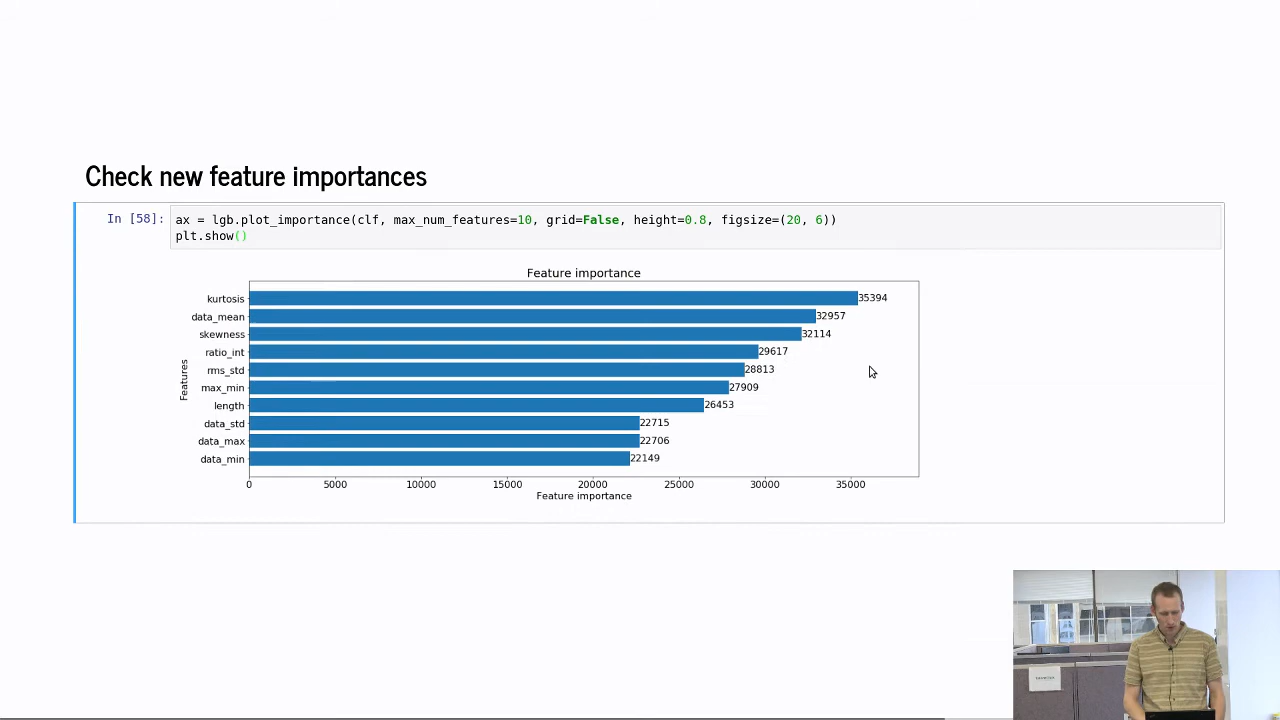 Check new feature importances
In [58]: ax = lgb.plot_importance(clf, max_num_features=10, grid=False, height=0.8, figsize=(20, 6))
plt.show()
Feature importance
kurtosis 35394
data_mean 32957
skewness 32114
ratio_int 29617
rms_std 28813
max_min 27909
length 26453
data_std 22715
data_max 22706
data_min 22149
Features
0 5000 10000 15000 20000 25000 30000 35000
Feature importance